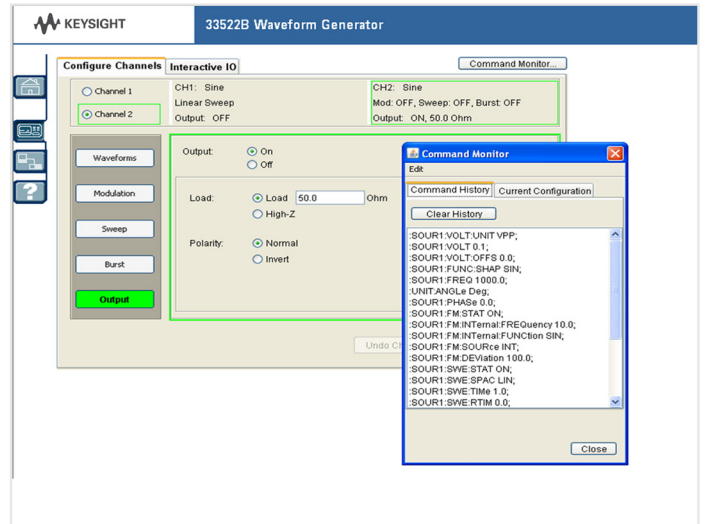 KEYSIGHT
33522B Waveform Generator
Configure Channels
Interactive IO
Command Monitor...
Channel 1
Channel 2
CH1: Sine
Linear Sweep
Output: OFF
CH2: Sine
Mod: OFF, Sweep: OFF, Burst: OFF
Output: ON, 50.0 Ohm
Waveforms
Modulation
Sweep
Burst
Output
Output:
On
Off
Load:
Load 50.0 Ohm
High-Z
Polarity:
Normal
Invert
Undo Ch
Command Monitor
Edit
Command History
Current Configuration
Clear History
:SOUR1:VOLT:UNIT VPP;
:SOUR1:VOLT 0.1;
:SOUR1:VOLT:OFFS 0.0;
:SOUR1:FUNC:SHAP SIN;
:SOUR1:FREQ 1000.0;
:UNIT:ANGLe Deg;
:SOUR1:PHASe 0.0;
:SOUR1:FM:STAT ON;
:SOUR1:FM:INTernal:FREQuency 10.0;
:SOUR1:FM:INTernal:FUNCtion SIN;
:SOUR1:FM:SOURce INT;
:SOUR1:FM:DEViation 100.0;
:SOUR1:SWE:STAT ON;
:SOUR1:SWE:SPAC LIN;
:SOUR1:SWE:TIMe 1.0;
:SOUR1:SWE:RTIM 0.0;
Close